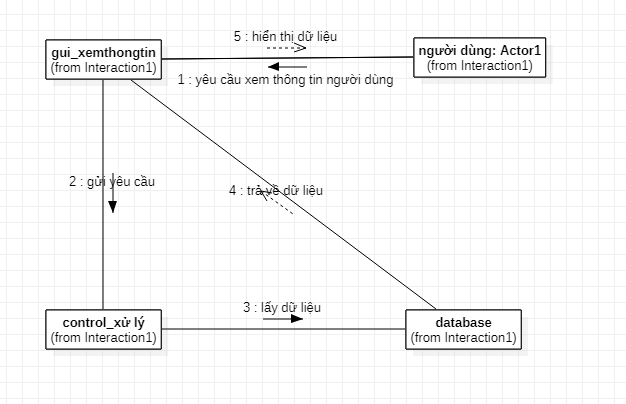 5 : hiển thị dữ liệu
gui_xemthongtin
(from Interaction1)
người dùng: Actor1
(from Interaction1)
1 : yêu cầu xem thông tin người dùng
2 : gửi yêu cầu
4 : trả về dữ liệu
3 : lấy dữ liệu
control_xử lý
(from Interaction1)
database
(from Interaction1)